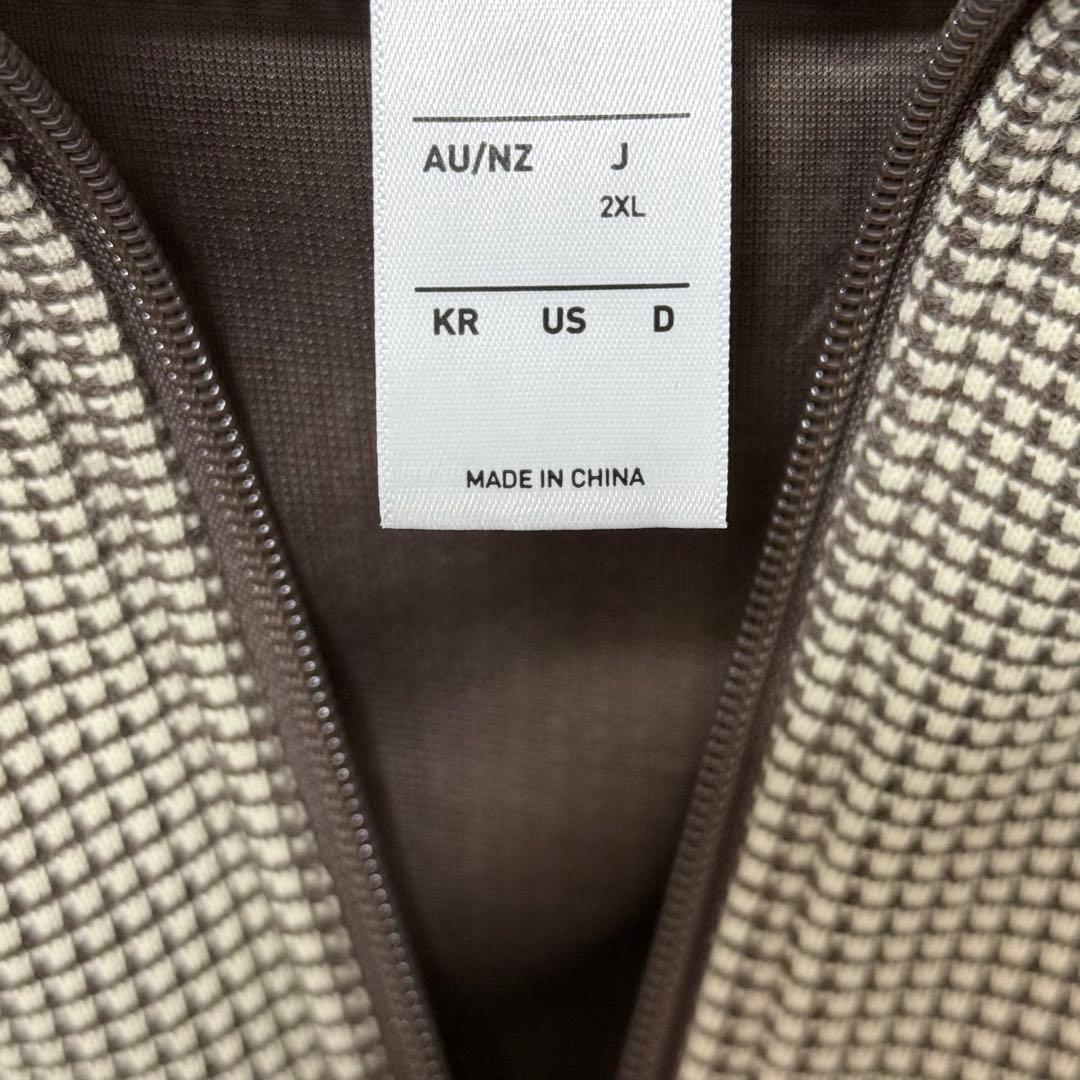 AU/NZ J
2XL
KR US D
MADE IN CHINA